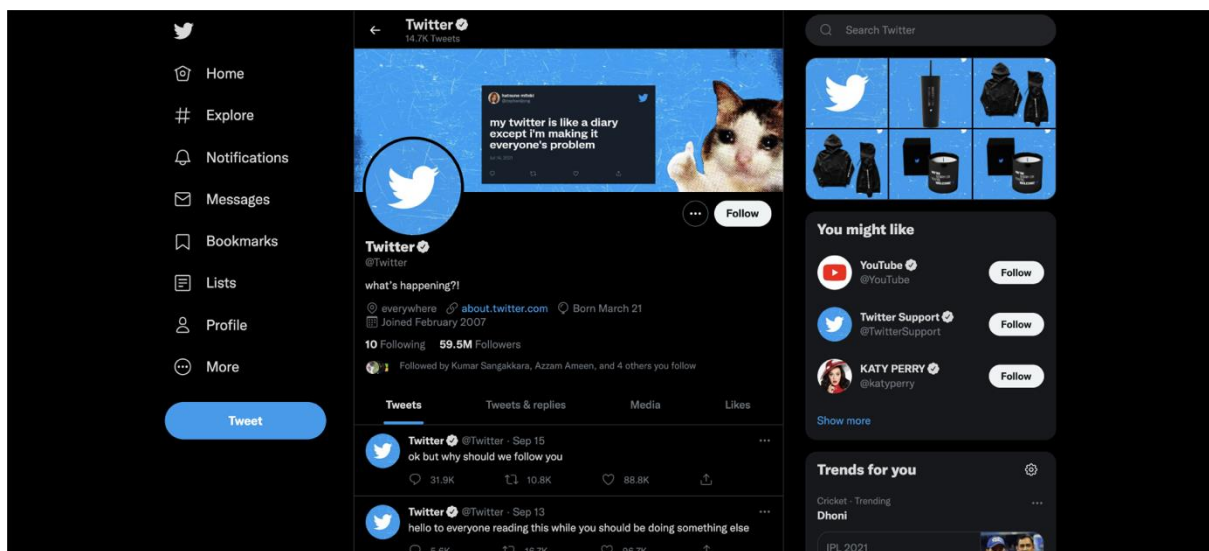 Home
Explore
Notifications
Messages
Bookmarks
Lists
Profile
More
Tweet
Twitter
14.7K Tweets
my twitter is like a diary
except i'm making it
everyone's problem
Follow
Twitter
@Twitter
what's happening?!
everywhere about.twitter.com Born March 21
Joined February 2007
10 Following 59.5M Followers
Followed by Kumar Sangakkara, Azzam Ameen, and 4 others you follow
Tweets Tweets & replies Media Likes
Twitter @Twitter · Sep 15
ok but why should we follow you
31.9K 10.8K 88.8K
Twitter @Twitter · Sep 13
hello to everyone reading this while you should be doing something else
Search Twitter
You might like
YouTube
@YouTube
Follow
Twitter Support
@TwitterSupport
Follow
KATY PERRY
@katyperry
Follow
Show more
Trends for you
Cricket · Trending
Dhoni
IPL 2021